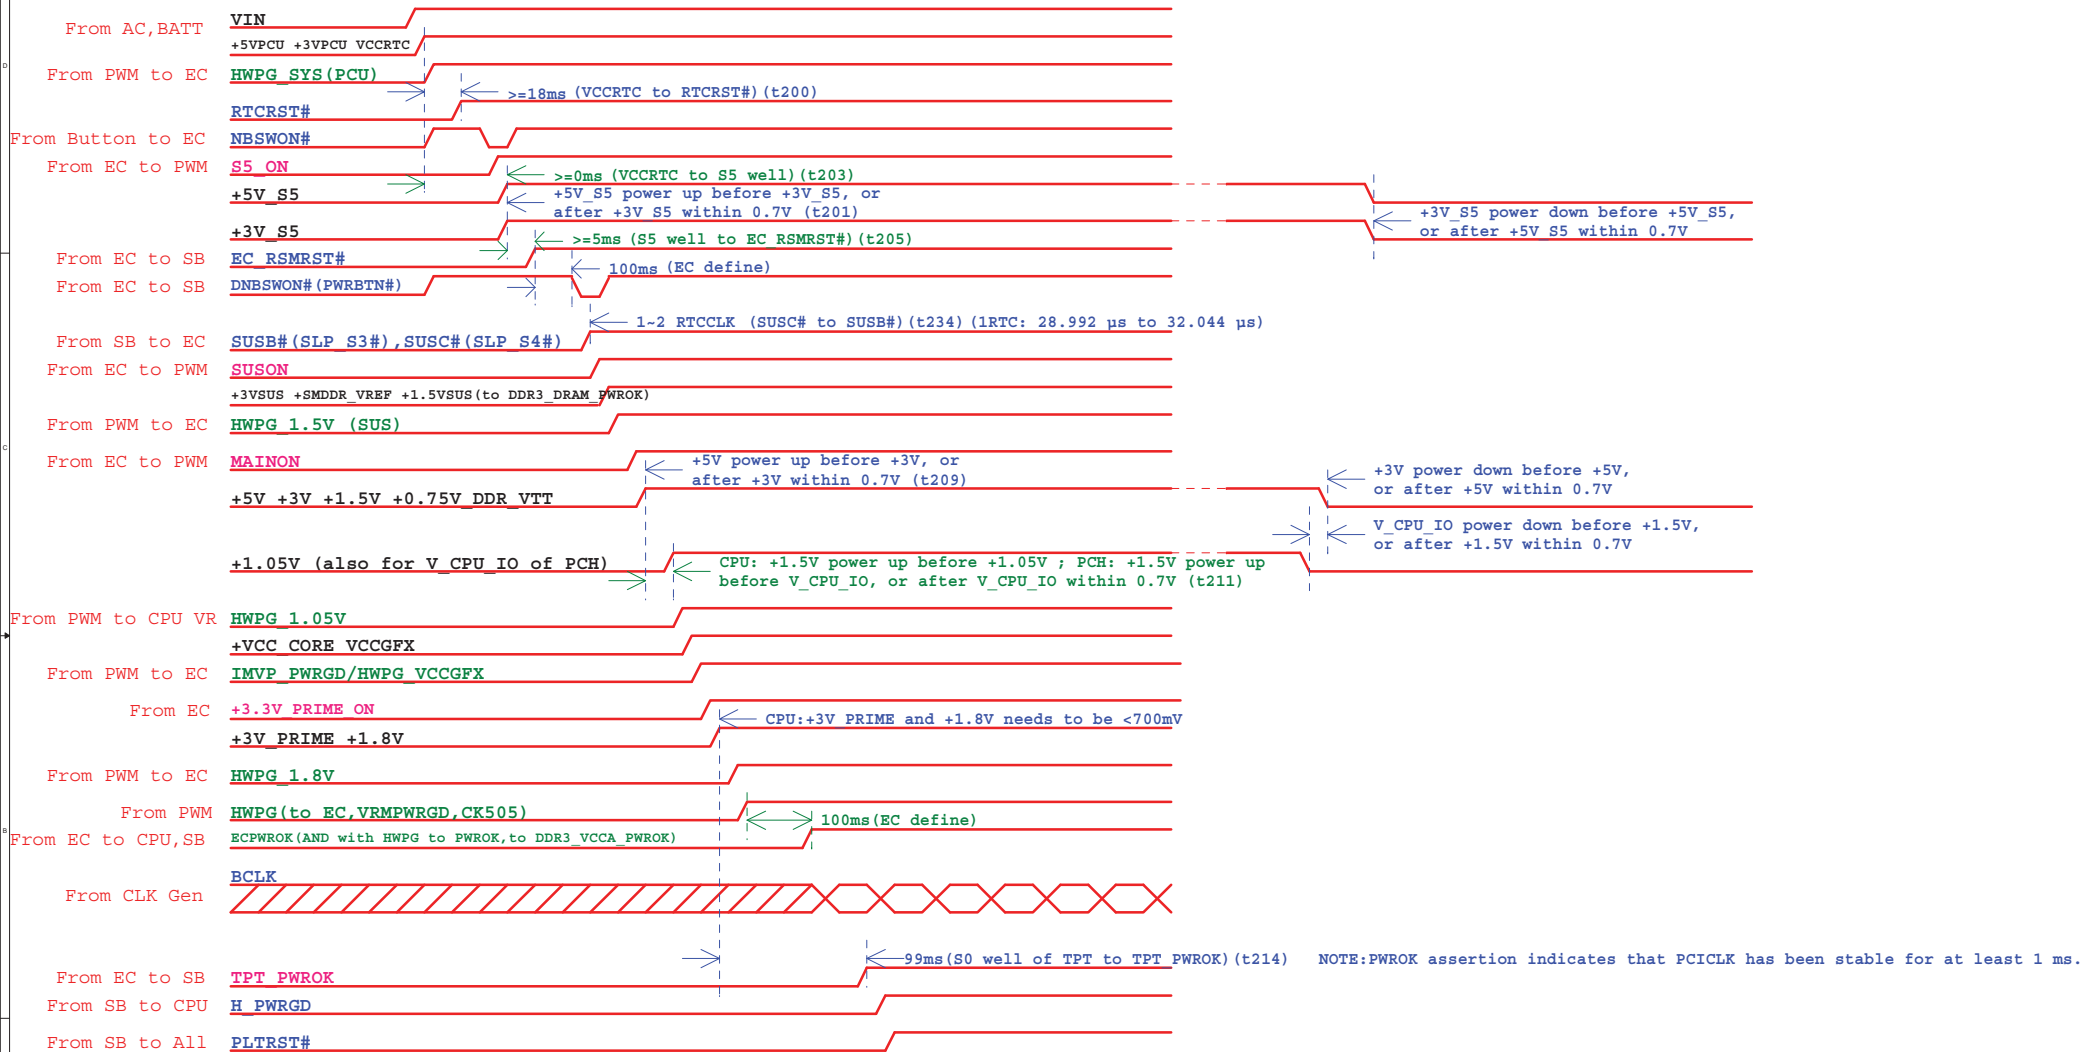 From AC,BATT VIN
+5VPCU +3VPCU VCCRTC
D
From PWM to EC HWPG_SYS(PCU)
>=18ms (VCCRTC to RTCRST#)(t200)
RTCRST#
From Button to EC NBSWON#
From EC to PWM S5_ON
>=0ms (VCCRTC to S5 well)(t203)
+5V_S5
+5V_S5 power up before +3V_S5, or
after +3V_S5 within 0.7V (t201)
+3V_S5 power down before +5V_S5,
or after +5V_S5 within 0.7V
+3V_S5
>=5ms (S5 well to EC_RSMRST#)(t205)
From EC to SB EC_RSMRST#
100ms (EC define)
From EC to SB DNBSWON#(PWRBTN#)
1~2 RTCCLK (SUSC# to SUSB#)(t234)(1RTC: 28.992 µs to 32.044 µs)
From SB to EC SUSB#(SLP_S3#),SUSC#(SLP_S4#)
From EC to PWM SUSON
+3VSUS +SMDDR_VREF +1.5VSUS(to DDR3_DRAM_PWROK)
From PWM to EC HWPG_1.5V (SUS)
C
From EC to PWM MAINON
+5V power up before +3V, or
after +3V within 0.7V (t209)
+3V power down before +5V,
or after +5V within 0.7V
+5V +3V +1.5V +0.75V_DDR_VTT
V_CPU_IO power down before +1.5V,
or after +1.5V within 0.7V
+1.05V (also for V_CPU_IO of PCH)
CPU: +1.5V power up before +1.05V ; PCH: +1.5V power up
before V_CPU_IO, or after V_CPU_IO within 0.7V (t211)
From PWM to CPU VR HWPG_1.05V
+VCC_CORE VCCGFX
From PWM to EC IMVP_PWRGD/HWPG_VCCGFX
From EC +3.3V_PRIME_ON
CPU:+3V PRIME and +1.8V needs to be <700mV
+3V_PRIME +1.8V
From PWM to EC HWPG_1.8V
From PWM HWPG(to EC,VRMPWRGD,CK505)
100ms(EC define)
B
From EC to CPU,SB ECPWROK(AND with HWPG to PWROK,to DDR3_VCCA_PWROK)
BCLK
From CLK Gen
99ms(S0 well of TPT to TPT_PWROK)(t214) NOTE:PWROK assertion indicates that PCICLK has been stable for at least 1 ms.
From EC to SB TPT_PWROK
From SB to CPU H_PWRGD
From SB to All PLTRST#